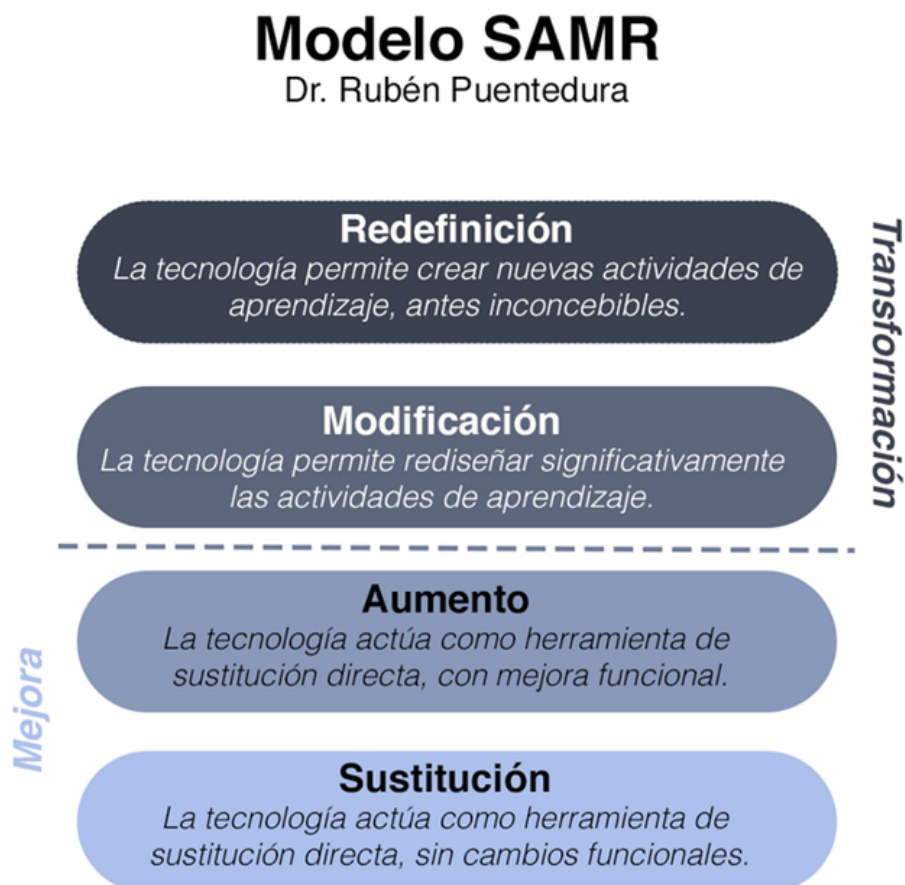 Modelo SAMR
Dr. Rubén Puentedura
Redefinición
La tecnología permite crear nuevas actividades de
aprendizaje, antes inconcebibles.
Modificación
La tecnología permite rediseñar significativamente
las actividades de aprendizaje.
Transformación
Aumento
La tecnología actúa como herramienta de
sustitución directa, con mejora funcional.
Sustitución
La tecnología actúa como herramienta de
sustitución directa, sin cambios funcionales.
Mejora